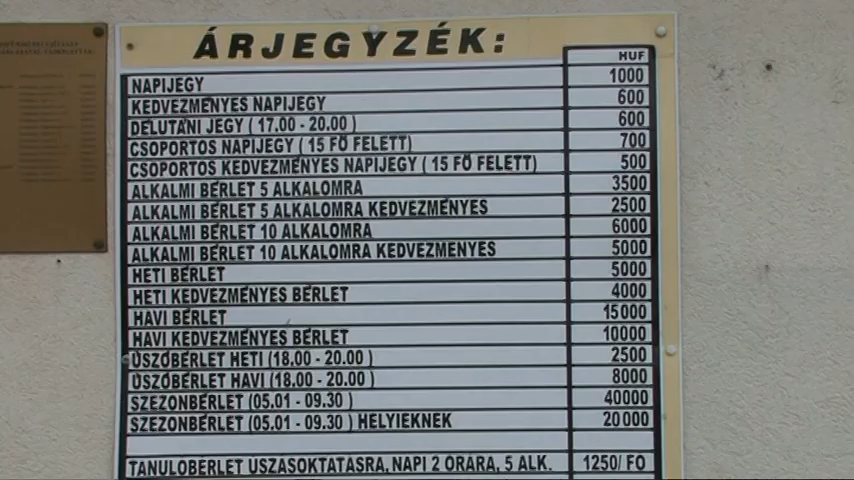 ÁRJEGYZÉK:
HUF
NAPIJEGY 1000
KEDVEZMÉNYES NAPIJEGY 600
DÉLUTÁNI JEGY ( 17.00 - 20.00 ) 600
CSOPORTOS NAPIJEGY ( 15 FŐ FELETT) 700
CSOPORTOS KEDVEZMÉNYES NAPIJEGY ( 15 FŐ FELETT) 500
ALKALMI BÉRLET 5 ALKALOMRA 3500
ALKALMI BÉRLET 5 ALKALOMRA KEDVEZMÉNYES 2500
ALKALMI BÉRLET 10 ALKALOMRA 6000
ALKALMI BÉRLET 10 ALKALOMRA KEDVEZMÉNYES 5000
HETI BÉRLET 5000
HETI KEDVEZMÉNYES BÉRLET 4000
HAVI BÉRLET 15000
HAVI KEDVEZMÉNYES BÉRLET 10000
ÚSZÓBÉRLET HETI (18.00 - 20.00 ) 2500
ÚSZÓBÉRLET HAVI (18.00 - 20.00 ) 8000
SZEZONBÉRLET (05.01 - 09.30 ) 40000
SZEZONBÉRLET (05.01 - 09.30 ) HELYIEKNEK 20000
TANULÓBÉRLET ÚSZÁSOKTATÁSRA, NAPI 2 ÓRÁRA, 5 ALK. 1250/ FŐ